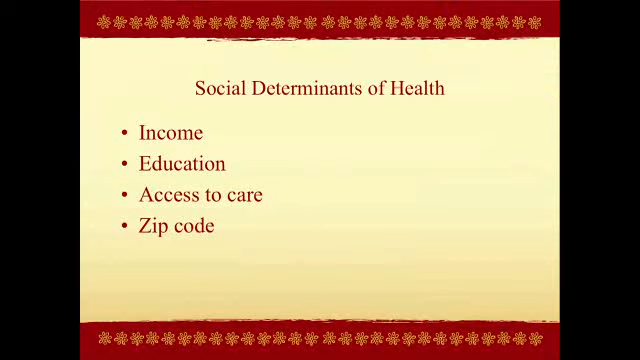 Social Determinants of Health
• Income
• Education
• Access to care
• Zip code